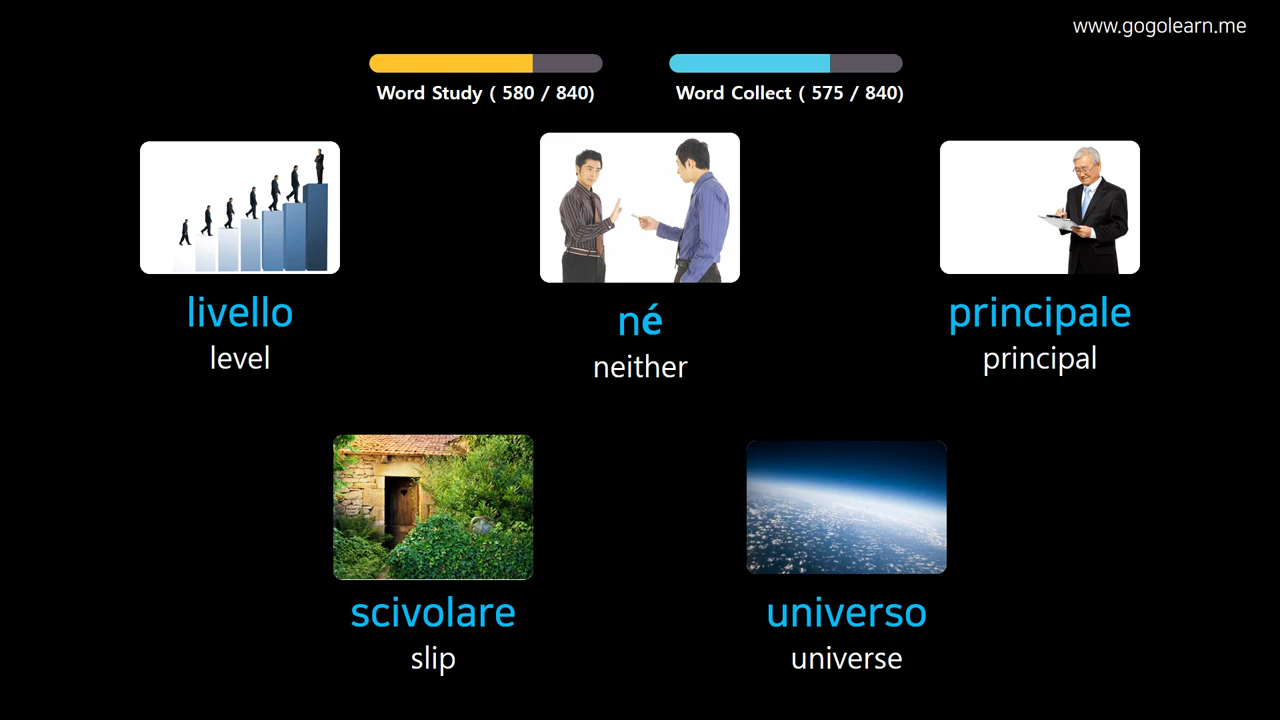 www.gogolearn.me
Word Study ( 580 / 840)
Word Collect ( 575 / 840)
livello
level
né
neither
principale
principal
scivolare
slip
universo
universe